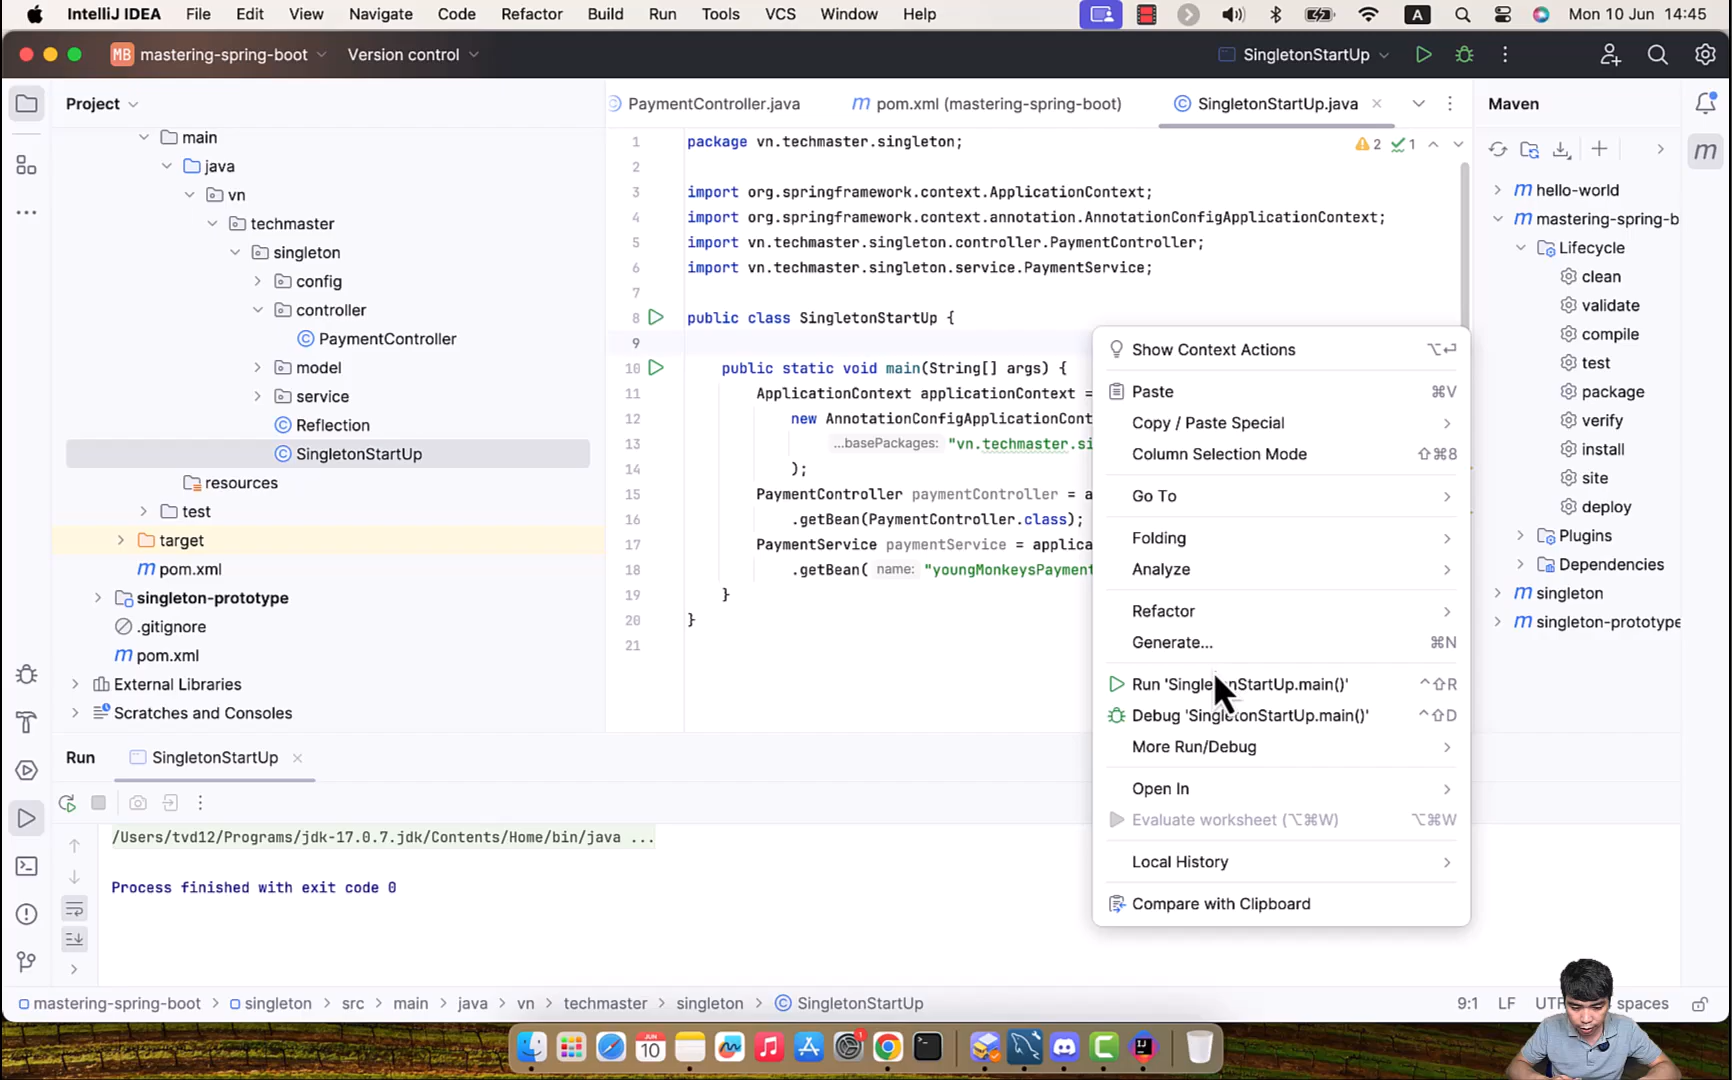 IntelliJ IDEA File Edit View Navigate Code Refactor Build Run Tools VCS Window Help A Mon 10 Jun 14:45
MB mastering-spring-boot Version control SingletonStartUp
Project
PaymentController.java pom.xml (mastering-spring-boot) SingletonStartUp.java
Maven
main
java
vn
techmaster
singleton
config
controller
PaymentController
model
service
Reflection
SingletonStartUp
resources
test
target
pom.xml
singleton-prototype
.gitignore
pom.xml
External Libraries
Scratches and Consoles
2 1
1 package vn.techmaster.singleton;
2
3 import org.springframework.context.ApplicationContext;
4 import org.springframework.context.annotation.AnnotationConfigApplicationContext;
5 import vn.techmaster.singleton.controller.PaymentController;
6 import vn.techmaster.singleton.service.PaymentService;
7
8 public class SingletonStartUp {
9
10 public static void main(String[] args) {
11 ApplicationContext applicationContext =
12 new AnnotationConfigApplicationCont
13 ...basePackages: "vn.techmaster.si
14 );
15 PaymentController paymentController = a
16 .getBean(PaymentController.class);
17 PaymentService paymentService = applica
18 .getBean( name: "youngMonkeysPayment
19 }
20 }
21
Show Context Actions ⌥↩
Paste ⌘V
Copy / Paste Special
Column Selection Mode ⇧⌘8
Go To
Folding
Analyze
Refactor
Generate... ⌘N
Run 'SingletonStartUp.main()' ^⇧R
Debug 'SingletonStartUp.main()' ^⇧D
More Run/Debug
Open In
Evaluate worksheet (⌥⌘W) ⌥⌘W
Local History
Compare with Clipboard
m
hello-world
mastering-spring-b
Lifecycle
clean
validate
compile
test
package
verify
install
site
deploy
Plugins
Dependencies
singleton
singleton-prototype
Run SingletonStartUp
/Users/tvd12/Programs/jdk-17.0.7.jdk/Contents/Home/bin/java ...
Process finished with exit code 0
mastering-spring-boot > singleton > src > main > java > vn > techmaster > singleton > SingletonStartUp 9:1 LF spaces
JUN
10
1